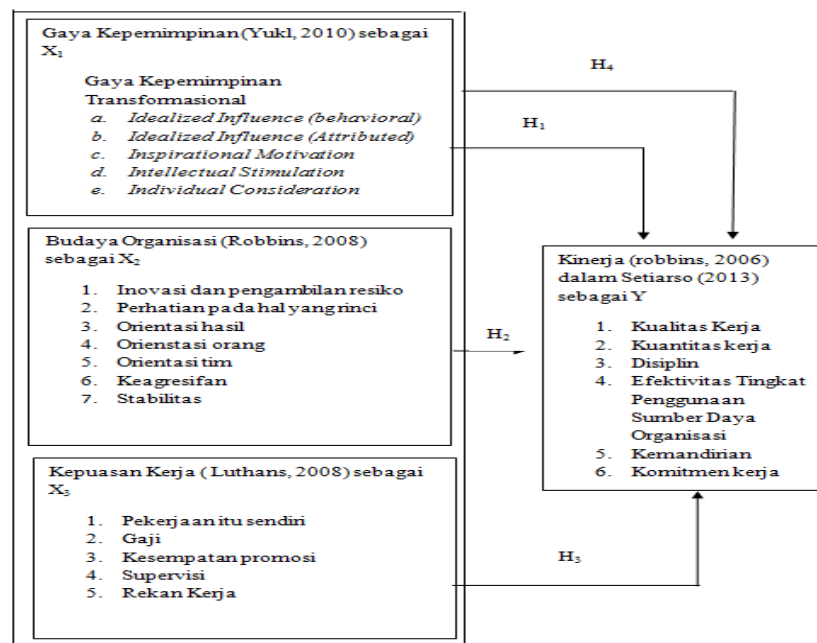 Gaya Kepemimpinan (Yukl, 2010) sebagai
X₁
Gaya Kepemimpinan
Transformasional
a. Idealized Influence (behavioral)
b. Idealized Influence (Attributed)
c. Inspirational Motivation
d. Intellectual Stimulation
e. Individual Consideration
H₄
H₁
Budaya Organisasi (Robbins, 2008)
sebagai X₂
1. Inovasi dan pengambilan resiko
2. Perhatian pada hal yang rinci
3. Orientasi hasil
4. Orienstasi orang
5. Orientasi tim
6. Keagresifan
7. Stabilitas
H₂
Kinerja (robbins, 2006)
dalam Setiarso (2013)
sebagai Y
1. Kualitas Kerja
2. Kuantitas kerja
3. Disiplin
4. Efektivitas Tingkat
Penggunaan
Sumber Daya
Organisasi
5. Kemandirian
6. Komitmen kerja
Kepuasan Kerja ( Luthans, 2008) sebagai
X₃
1. Pekerjaan itu sendiri
2. Gaji
3. Kesempatan promosi
4. Supervisi
5. Rekan Kerja
H₃